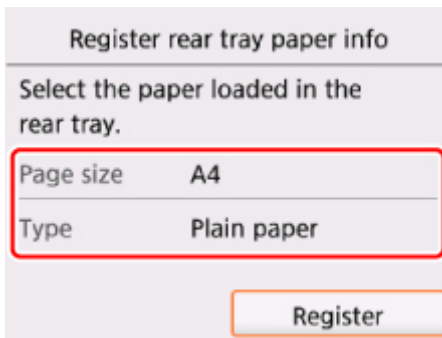 Register rear tray paper info
Select the paper loaded in the
rear tray.
Page size A4
Type Plain paper
Register